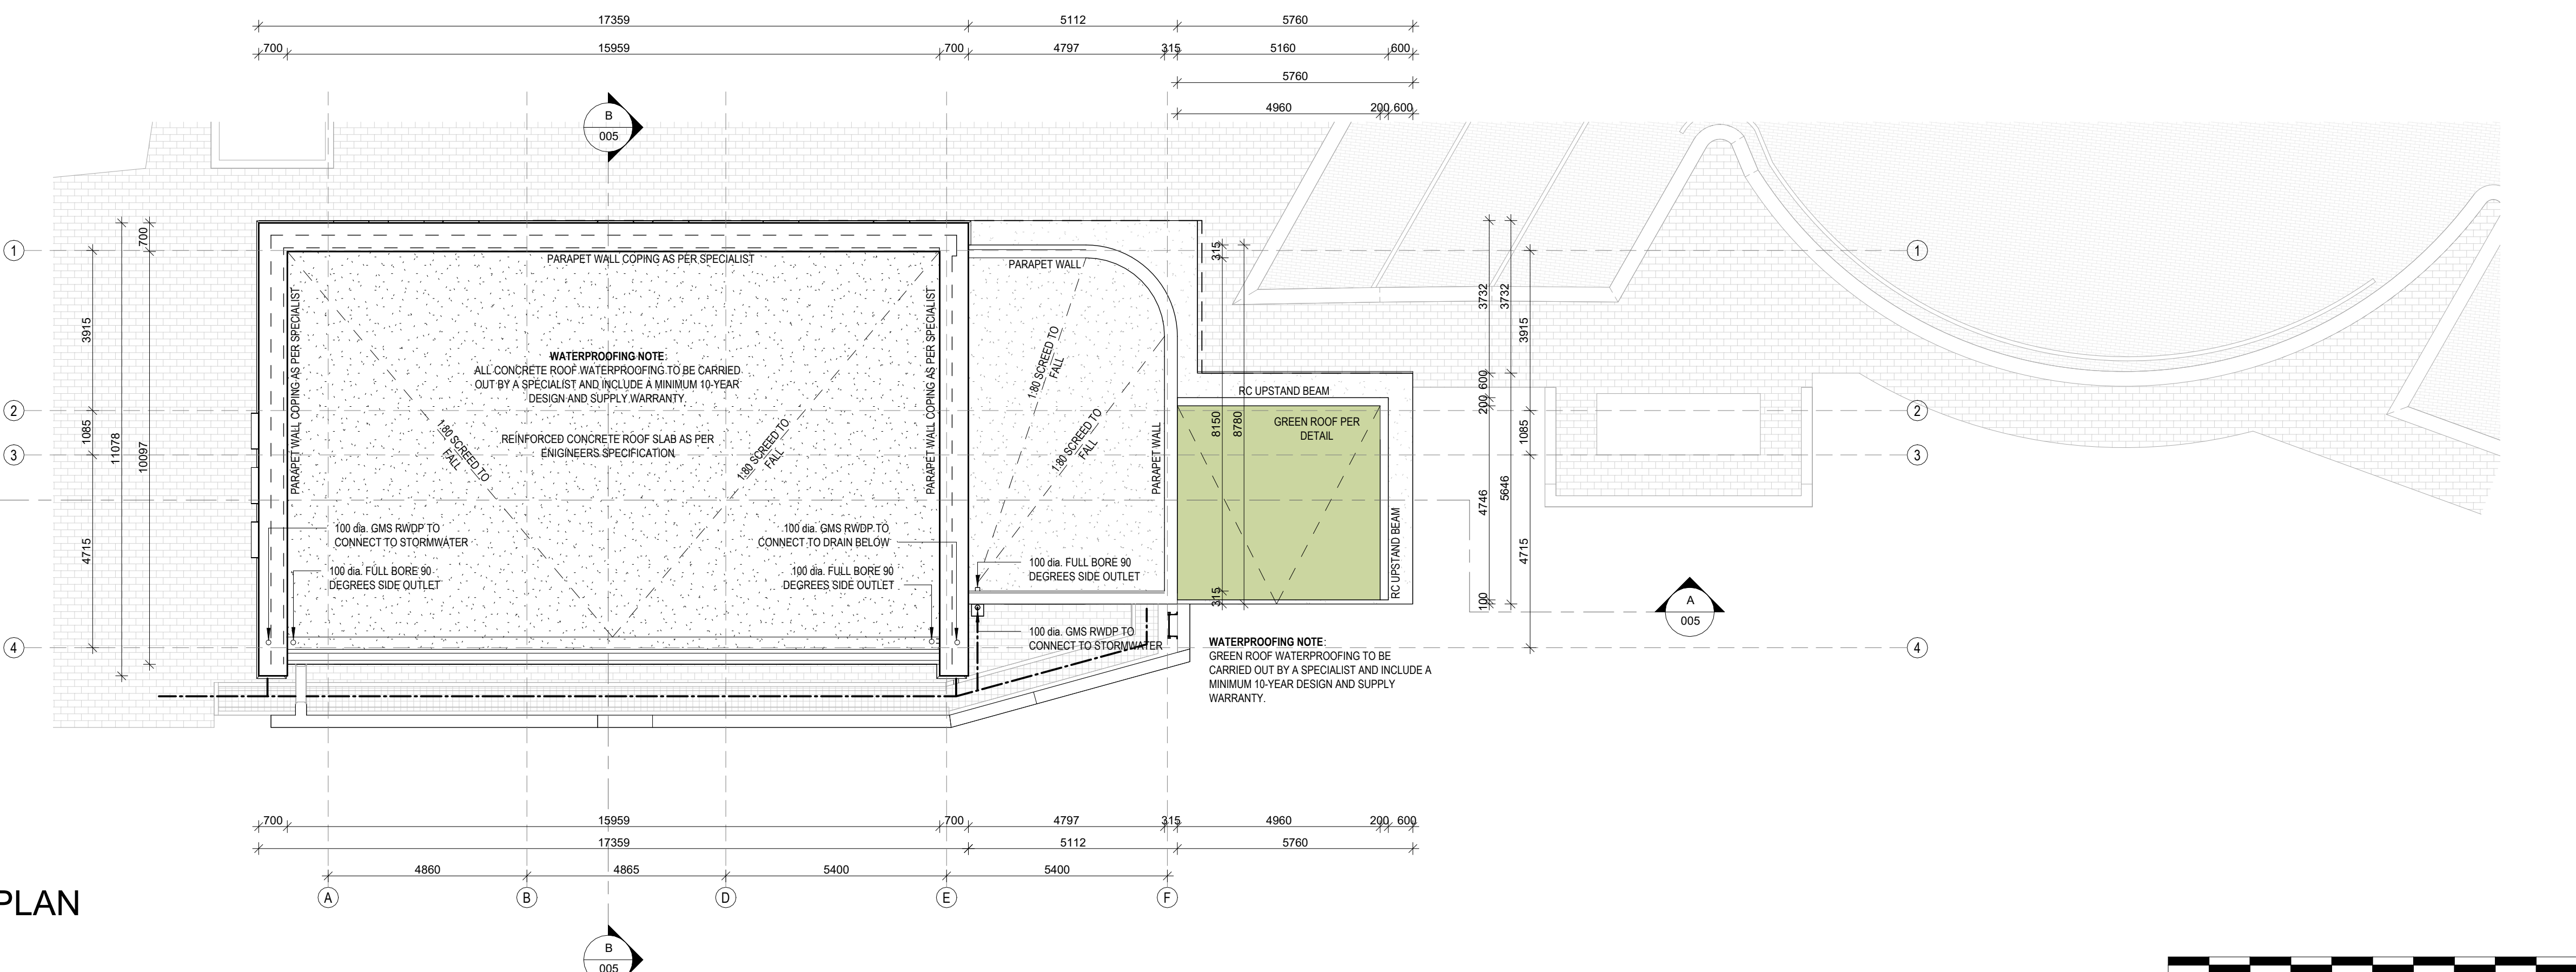 17359
5112
5760
700
15959
700
4797
315
5160
600
5760
4960
200
600
B
005
1
1
2
2
3
3
4
4
700
3915
1085
11078
10097
4715
PARAPET WALL COPING AS PER SPECIALIST
PARAPET WALL COPING AS PER SPECIALIST
PARAPET WALL COPING AS PER SPECIALIST
WATERPROOFING NOTE:
ALL CONCRETE ROOF WATERPROOFING TO BE CARRIED
OUT BY A SPECIALIST AND INCLUDE A MINIMUM 10-YEAR
DESIGN AND SUPPLY WARRANTY.
REINFORCED CONCRETE ROOF SLAB AS PER
ENIGINEERS SPECIFICATION
1:80 SCREED TO
FALL
1:80 SCREED TO
FALL
100 dia. GMS RWDP TO
CONNECT TO STORMWATER
100 dia. FULL BORE 90
DEGREES SIDE OUTLET
100 dia. GMS RWDP TO
CONNECT TO DRAIN BELOW
100 dia. FULL BORE 90
DEGREES SIDE OUTLET
PARAPET WALL
1:80 SCREED TO
FALL
1:80 SCREED TO
FALL
PARAPET WALL
100 dia. FULL BORE 90
DEGREES SIDE OUTLET
100 dia. GMS RWDP TO
CONNECT TO STORMWATER
315
8150
8780
315
RC UPSTAND BEAM
GREEN ROOF PER
DETAIL
RC UPSTAND BEAM
3732
3732
3915
600
200
1085
4746
5646
4715
100
A
005
WATERPROOFING NOTE:
GREEN ROOF WATERPROOFING TO BE
CARRIED OUT BY A SPECIALIST AND INCLUDE A
MINIMUM 10-YEAR DESIGN AND SUPPLY
WARRANTY.
700
15959
700
4797
315
4960
200
600
17359
5112
5760
4860
4865
5400
5400
A
B
D
E
F
PLAN
B
005